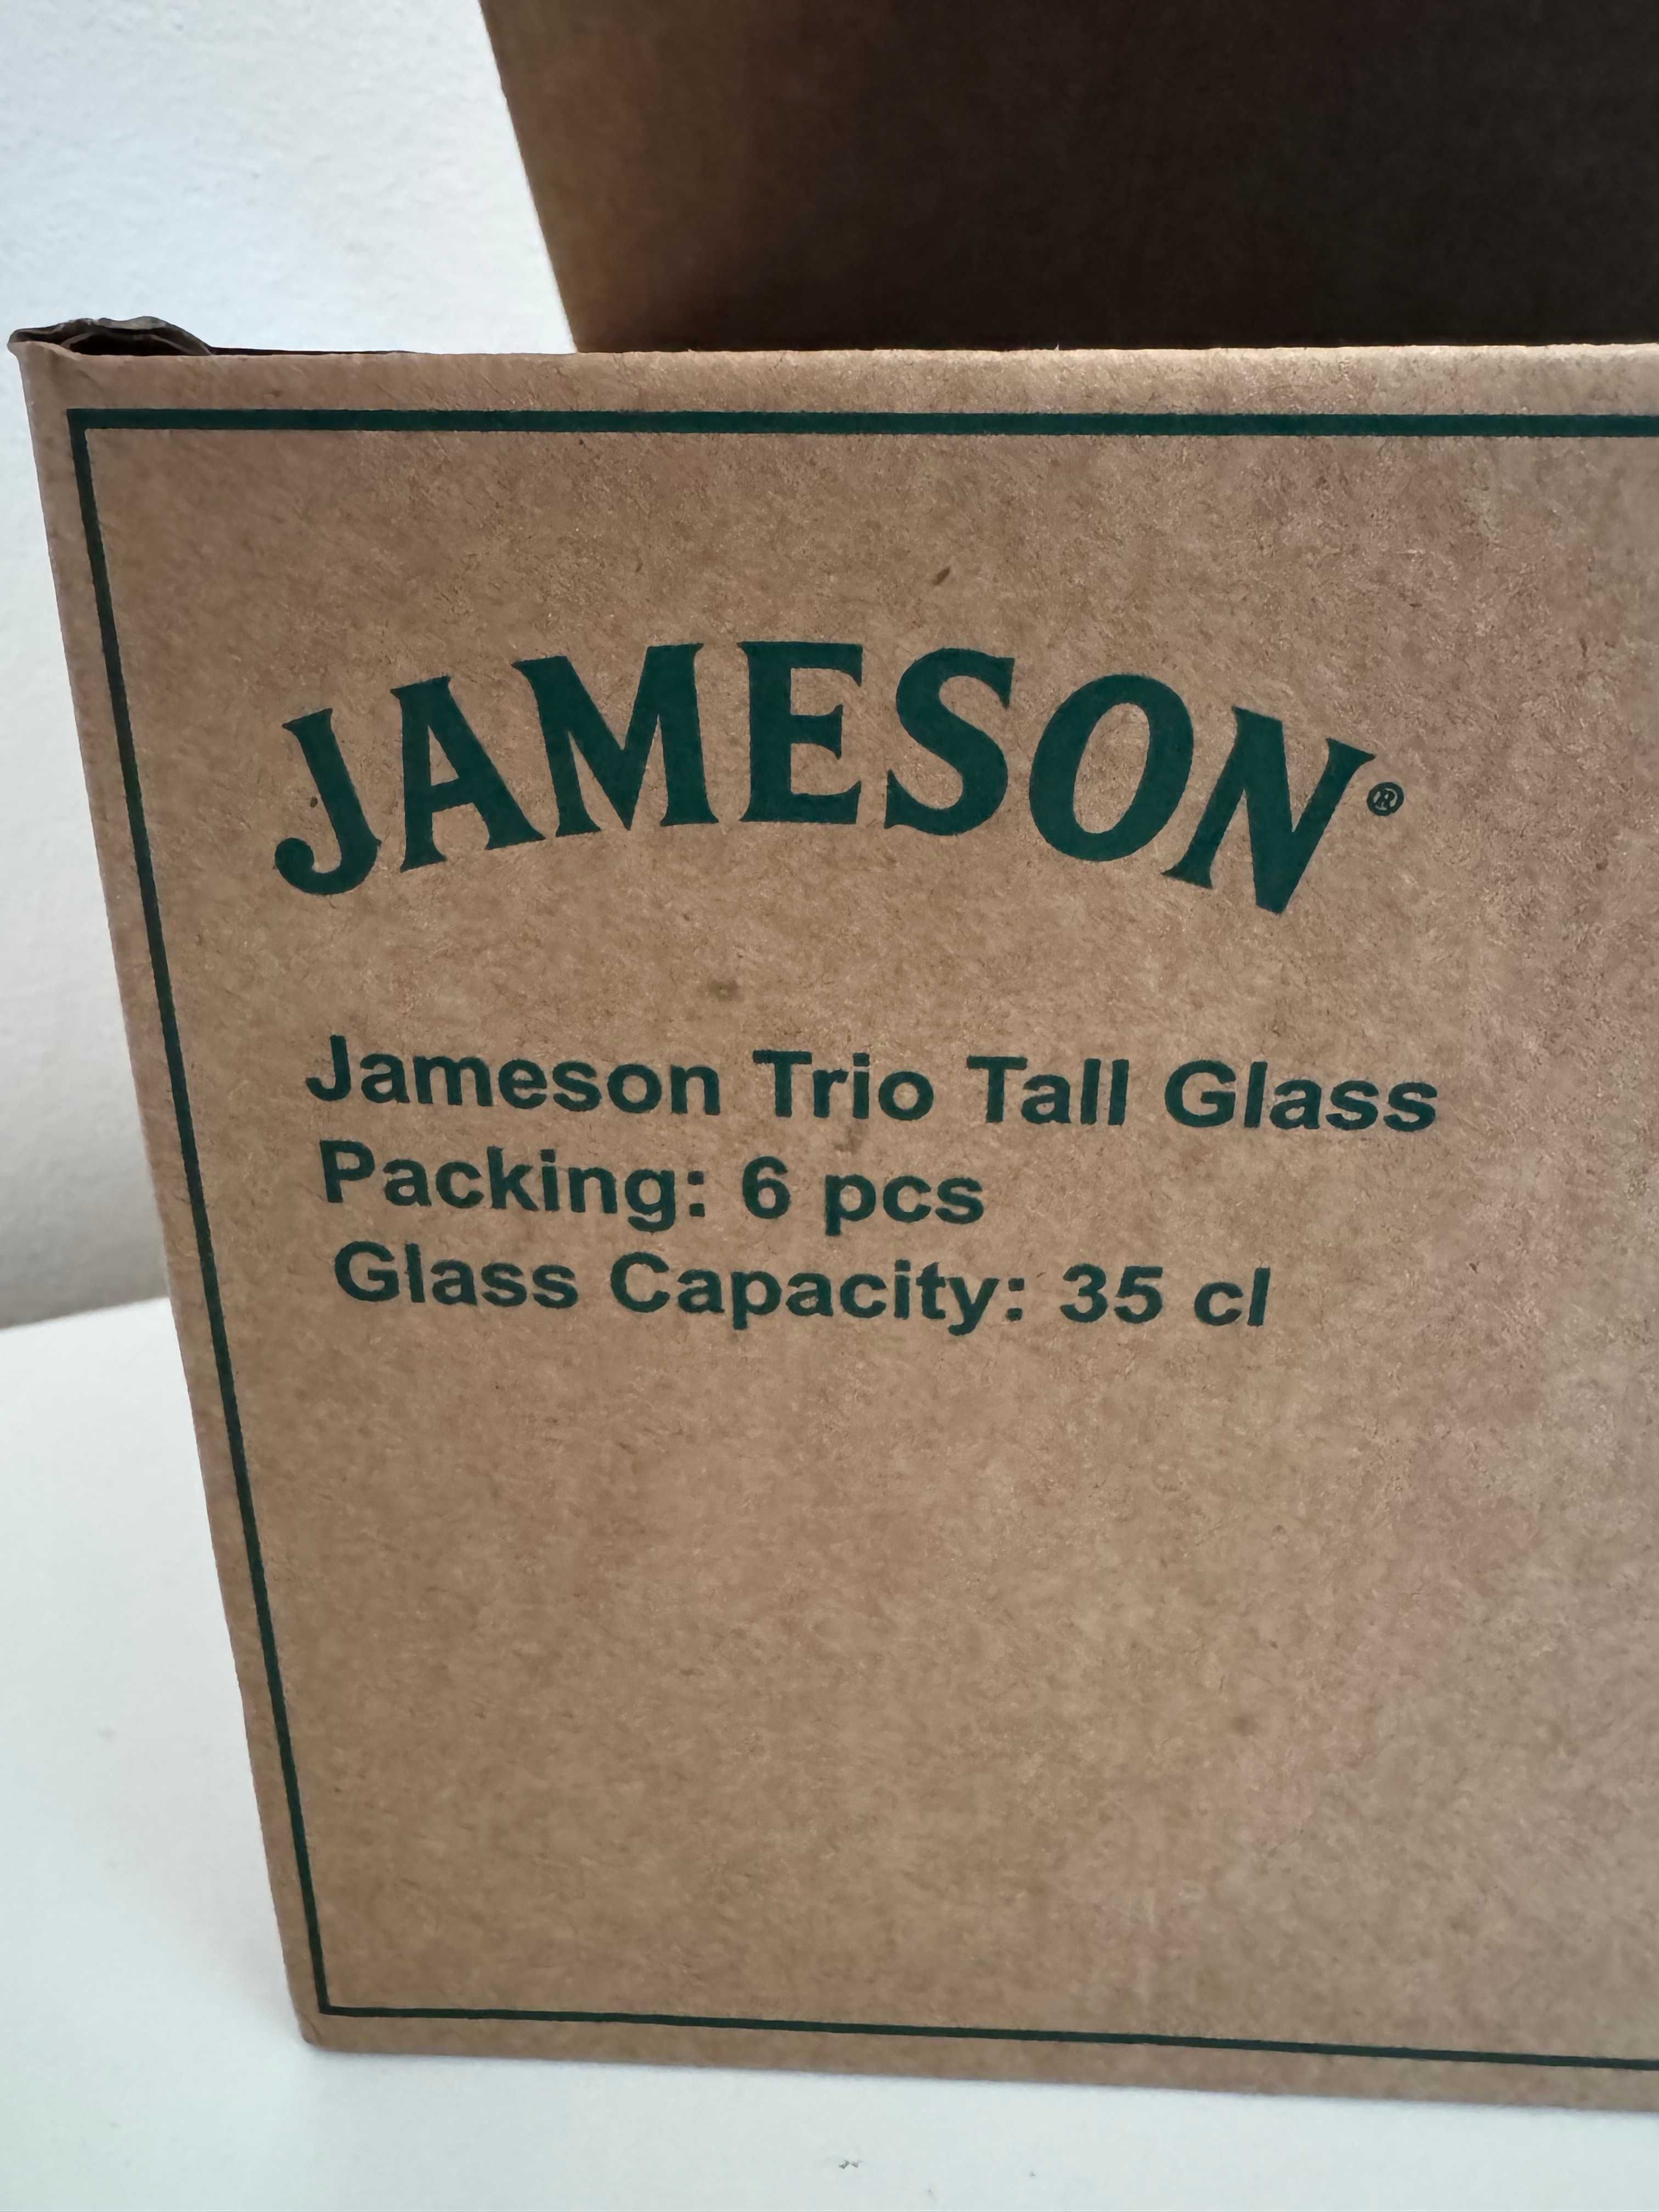 JAMESON®
Jameson Trio Tall Glass
Packing: 6 pcs
Glass Capacity: 35 cl